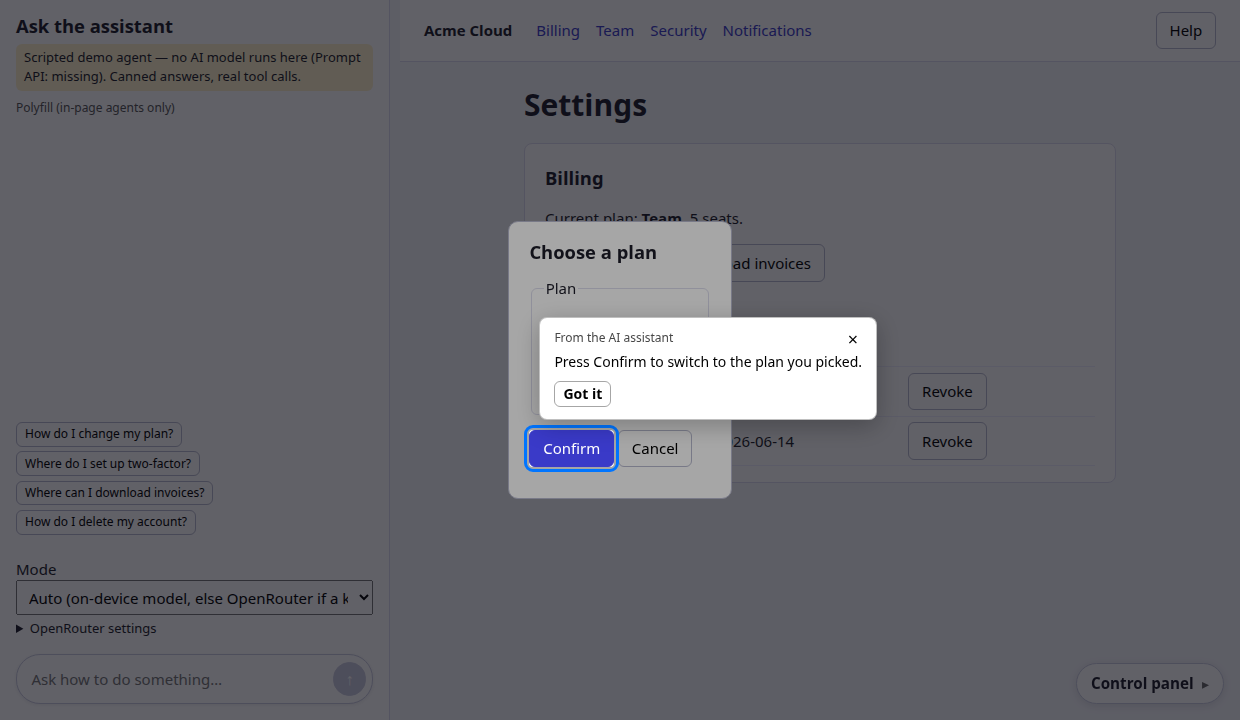 Ask the assistant
Scripted demo agent — no AI model runs here (Prompt
API: missing). Canned answers, real tool calls.
Polyfill (in-page agents only)
How do I change my plan?
Where do I set up two-factor?
Where can I download invoices?
How do I delete my account?
Mode
Auto (on-device model, else OpenRouter if a k
OpenRouter settings
Ask how to do something...
Acme Cloud Billing Team Security Notifications Help
Settings
Billing
Current plan: Team, 5 seats.
ad invoices
Choose a plan
Plan
From the AI assistant ×
Press Confirm to switch to the plan you picked.
Got it
Revoke
Confirm Cancel
26-06-14 Revoke
Control panel ▸